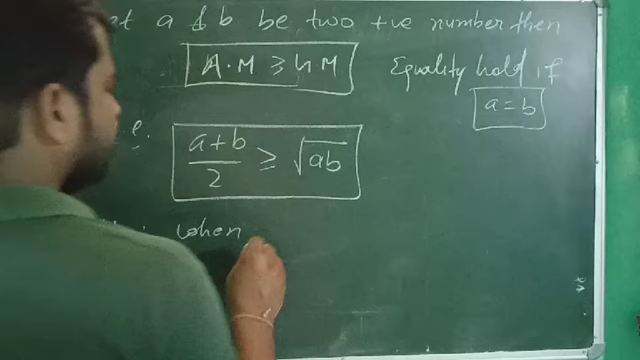 et a & b be two +ve number then
A.M ≥ G M
Equality hold if
a = b
e.
a+b/2 ≥ √ab
when